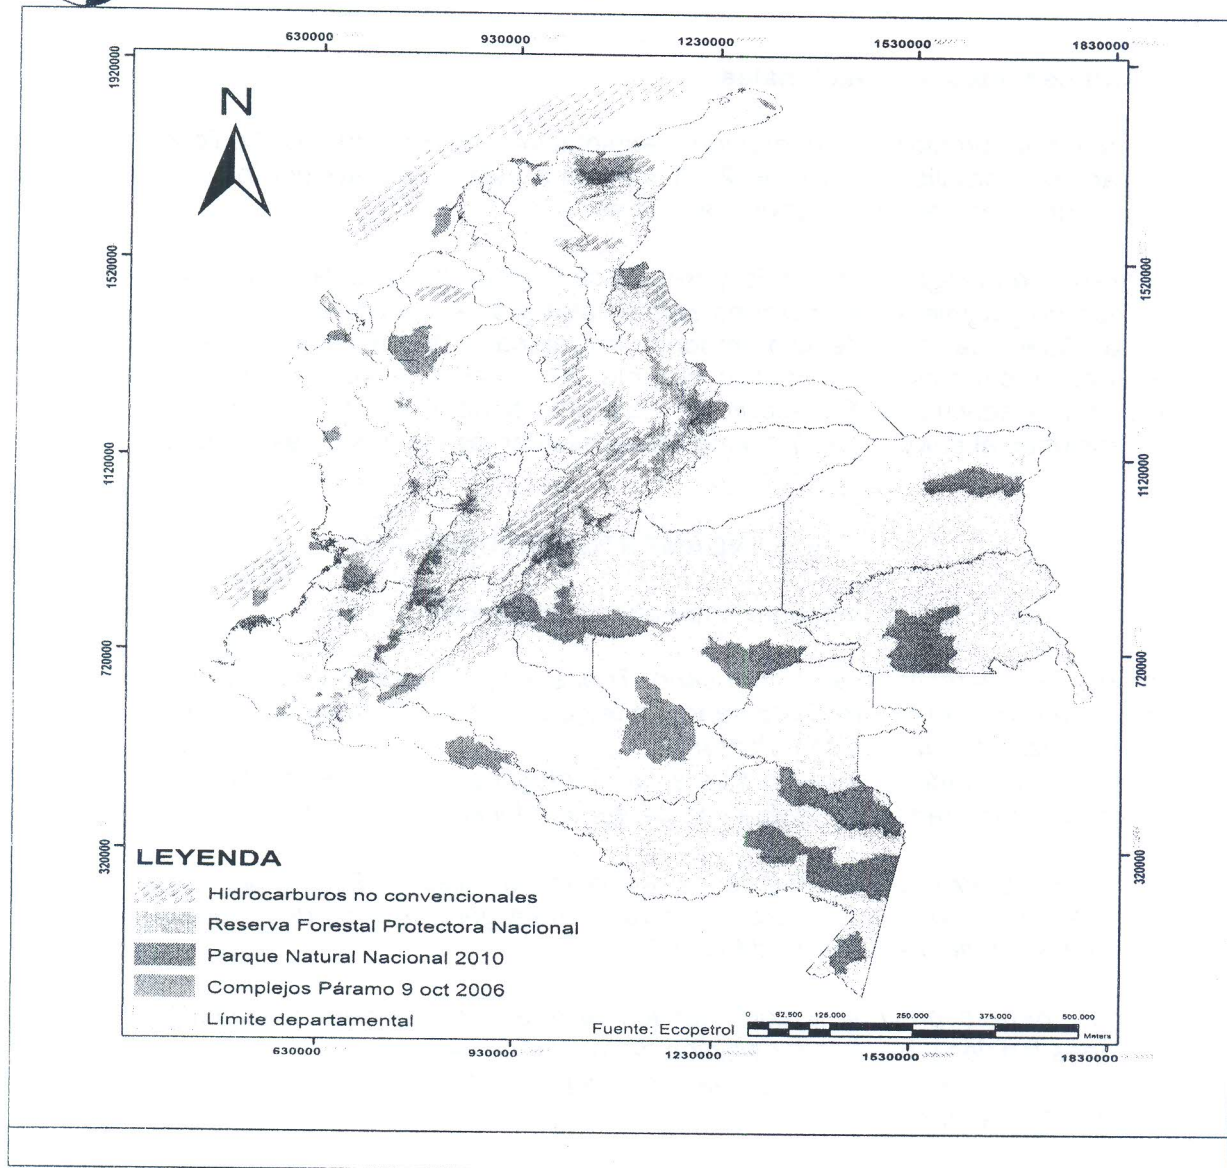 630000 930000 1230000 1530000 1830000
1920000
N
1520000 1520000
1120000 1120000
720000 720000
320000 320000
LEYENDA
Hidrocarburos no convencionales
Reserva Forestal Protectora Nacional
Parque Natural Nacional 2010
Complejos Páramo 9 oct 2006
Límite departamental
Fuente: Ecopetrol
0 62.500 125.000 250.000 375.000 500.000
Meters
630000 930000 1230000 1530000 1830000